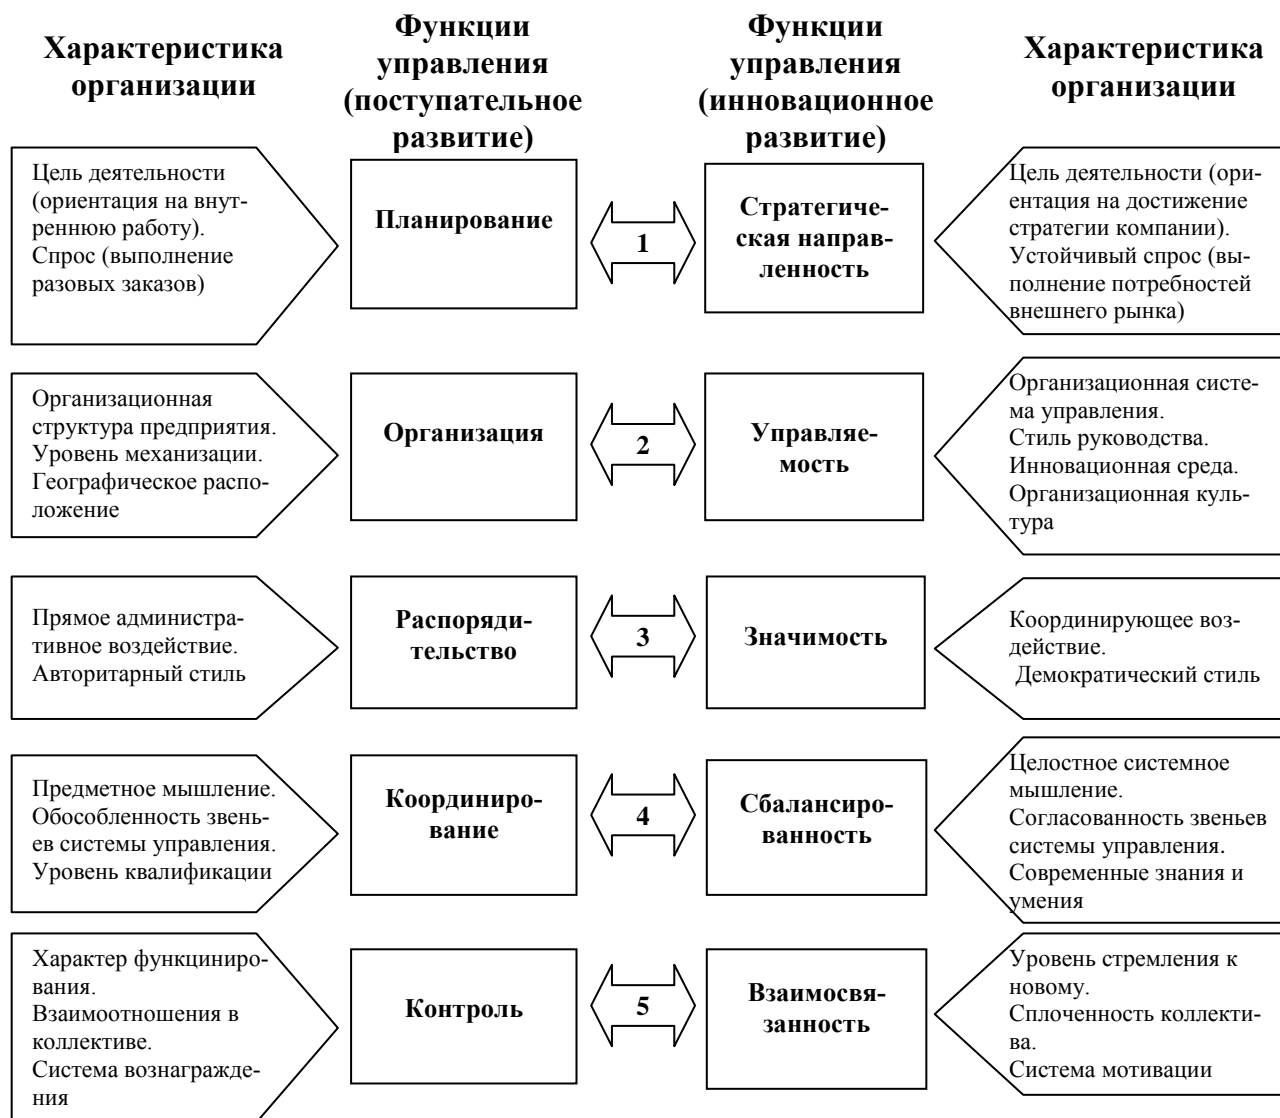 Характеристика
организации
Функции
управления
(поступательное
развитие)
Функции
управления
(инновационное
развитие)
Характеристика
организации
Цель деятельности
(ориентация на внут-
реннюю работу).
Спрос (выполнение
разовых заказов)
Планирование
1
Стратегиче-
ская направ-
ленность
Цель деятельности (ори-
ентация на достижение
стратегии компании).
Устойчивый спрос (вы-
полнение потребностей
внешнего рынка)
Организационная
структура предприятия.
Уровень механизации.
Географическое распо-
ложение
Организация
2
Управляе-
мость
Организационная систе-
ма управления.
Стиль руководства.
Инновационная среда.
Организационная куль-
тура
Прямое администра-
тивное воздействие.
Авторитарный стиль
Распоряди-
тельство
3
Значимость
Координирующее воз-
действие.
Демократический стиль
Предметное мышление.
Обособленность звень-
ев системы управления.
Уровень квалификации
Координиро-
вание
4
Сбалансиро-
ванность
Целостное системное
мышление.
Согласованность звеньев
системы управления.
Современные знания и
умения
Характер функциниро-
вания.
Взаимоотношения в
коллективе.
Система вознагражде-
ния
Контроль
5
Взаимосвя-
занность
Уровень стремления к
новому.
Сплоченность коллекти-
ва.
Система мотивации